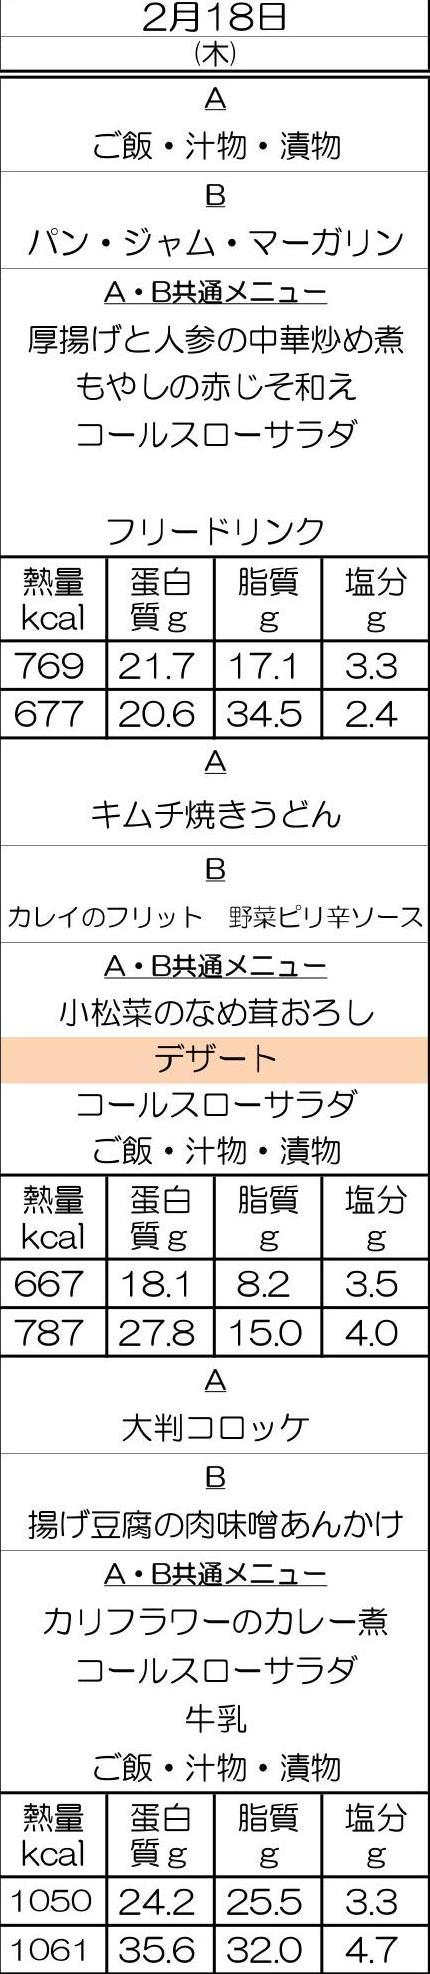 2月18日
(木)
A
ご飯・汁物・漬物
B
パン・ジャム・マーガリン
A・B共通メニュー
厚揚げと人参の中華炒め煮
もやしの赤じそ和え
コールスローサラダ
フリードリンク
熱量 蛋白 脂質 塩分
kcal 質g g g
769 21.7 17.1 3.3
677 20.6 34.5 2.4
A
キムチ焼きうどん
B
カレイのフリット 野菜ピリ辛ソース
A・B共通メニュー
小松菜のなめ茸おろし
デザート
コールスローサラダ
ご飯・汁物・漬物
熱量 蛋白 脂質 塩分
kcal 質g g g
667 18.1 8.2 3.5
787 27.8 15.0 4.0
A
大判コロッケ
B
揚げ豆腐の肉味噌あんかけ
A・B共通メニュー
カリフラワーのカレー煮
コールスローサラダ
牛乳
ご飯・汁物・漬物
熱量 蛋白 脂質 塩分
kcal 質g g g
1050 24.2 25.5 3.3
1061 35.6 32.0 4.7